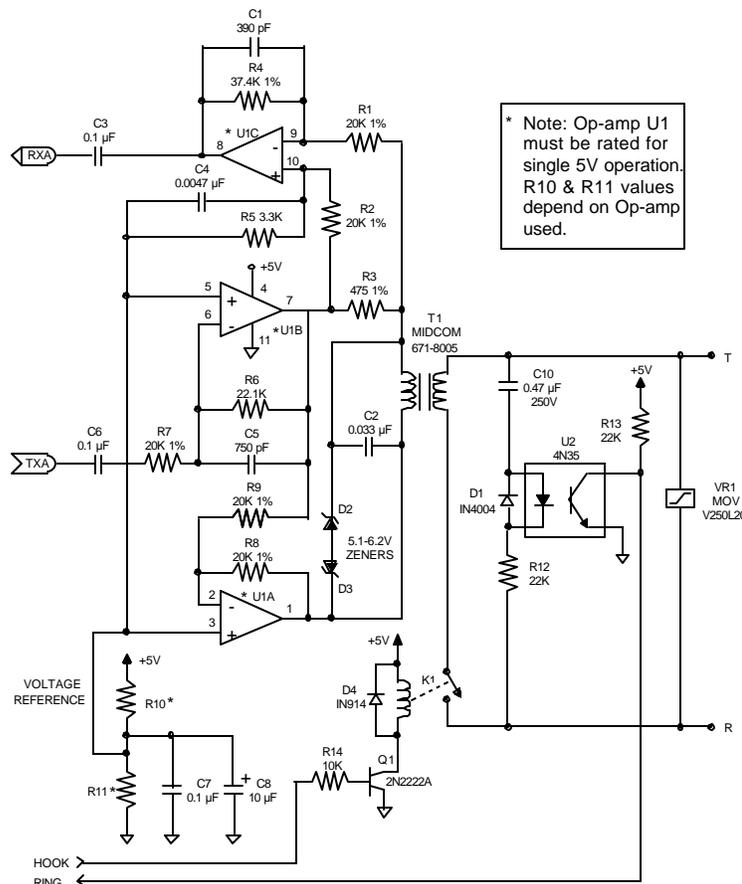 C1
390 pF
R4
37.4K 1%
C3
0.1 µF
RXA
8
* U1C
9
10
-
+
R1
20K 1%
* Note: Op-amp U1
must be rated for
single 5V operation.
R10 & R11 values
depend on Op-amp
used.
C4
0.0047 µF
R5 3.3K
R2
20K 1%
+5V
5
+
4
7
6
-
11
*U1B
R3
475 1%
T1
MIDCOM
671-8005
T
R6
22.1K
C10
0.47 µF
250V
+5V
R13
22K
C6
0.1 µF
R7
20K 1%
TXA
C5
750 pF
C2
0.033 µF
U2
4N35
D1
IN4004
VR1
MOV
V250L20
R9
20K 1%
D2
5.1-6.2V
ZENERS
R8
20K 1%
D3
R12
22K
2
-
* U1A
1
3
+
+5V
VOLTAGE
REFERENCE
+5V
R10*
D4
IN914
K1
R
R14
10K
Q1
2N2222A
R11*
C7
0.1 µF
+
C8
10 µF
HOOK
RING